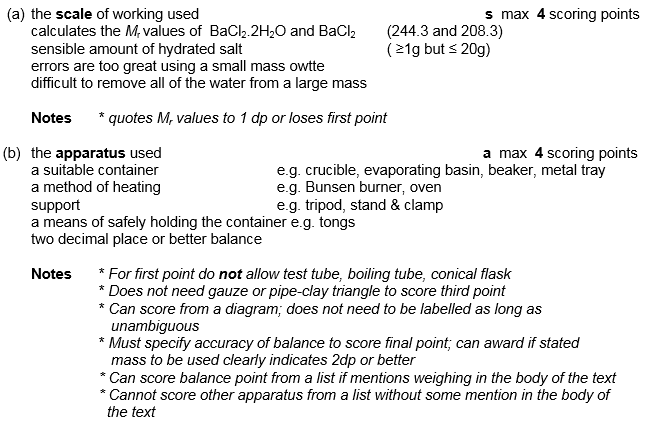 (a) the scale of working used s max 4 scoring points
calculates the Mr values of BaCl₂.2H₂O and BaCl₂ (244.3 and 208.3)
sensible amount of hydrated salt ( ≥1g but ≤ 20g)
errors are too great using a small mass owtte
difficult to remove all of the water from a large mass
Notes * quotes Mr values to 1 dp or loses first point
(b) the apparatus used a max 4 scoring points
a suitable container e.g. crucible, evaporating basin, beaker, metal tray
a method of heating e.g. Bunsen burner, oven
support e.g. tripod, stand & clamp
a means of safely holding the container e.g. tongs
two decimal place or better balance
Notes * For first point do not allow test tube, boiling tube, conical flask
* Does not need gauze or pipe-clay triangle to score third point
* Can score from a diagram; does not need to be labelled as long as
unambiguous
* Must specify accuracy of balance to score final point; can award if stated
mass to be used clearly indicates 2dp or better
* Can score balance point from a list if mentions weighing in the body of the text
* Cannot score other apparatus from a list without some mention in the body of
the text